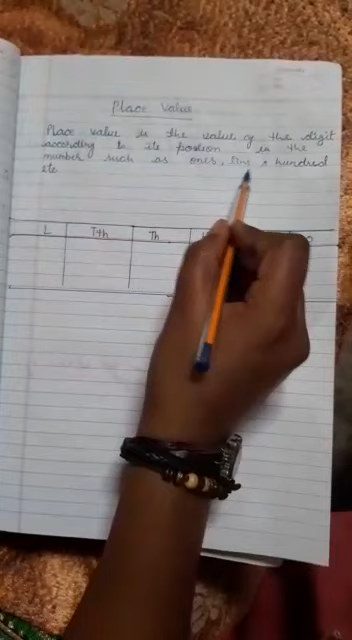 Place Value
Place value is the value of the digit
according to its position in the
number such as ones, tens & hundred
etc
L T-th Th H O